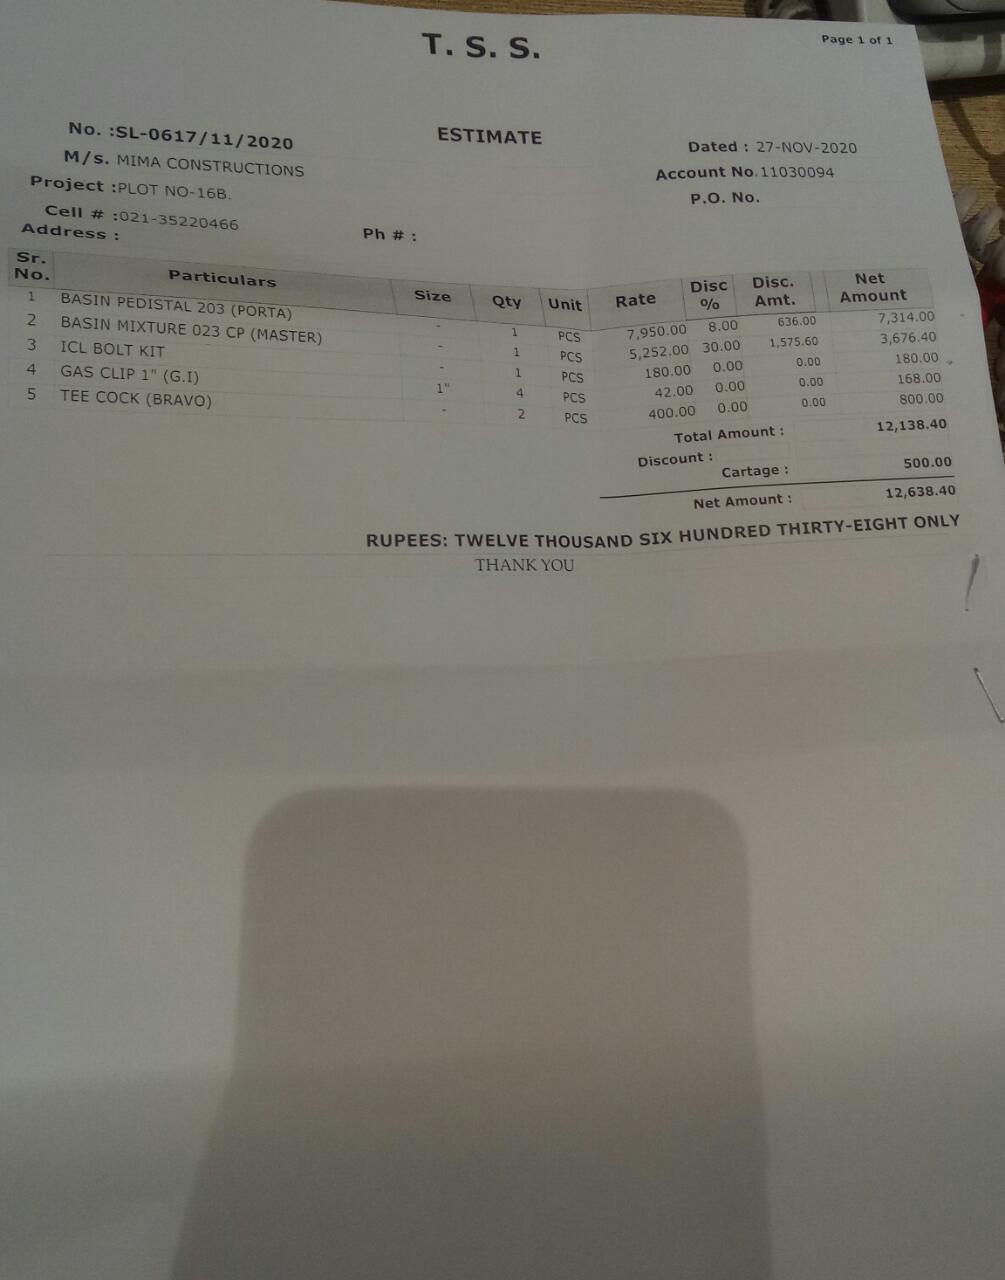 T. S. S.
Page 1 of 1
No. :SL-0617/11/2020
ESTIMATE
Dated : 27-NOV-2020
M/s. MIMA CONSTRUCTIONS
Account No.11030094
Project :PLOT NO-16B.
P.O. No.
Cell # :021-35220466
Address :
Ph # :
Sr. No. Particulars Size Qty Unit Rate Disc % Disc. Amt. Net Amount
1 BASIN PEDISTAL 203 (PORTA) - 1 PCS 7,950.00 8.00 636.00 7,314.00
2 BASIN MIXTURE 023 CP (MASTER) - 1 PCS 5,252.00 30.00 1,575.60 3,676.40
3 ICL BOLT KIT - 1 PCS 180.00 0.00 0.00 180.00
4 GAS CLIP 1" (G.I) 1" 4 PCS 42.00 0.00 0.00 168.00
5 TEE COCK (BRAVO) - 2 PCS 400.00 0.00 0.00 800.00
Total Amount : 12,138.40
Discount :
Cartage : 500.00
Net Amount : 12,638.40
RUPEES: TWELVE THOUSAND SIX HUNDRED THIRTY-EIGHT ONLY
THANK YOU